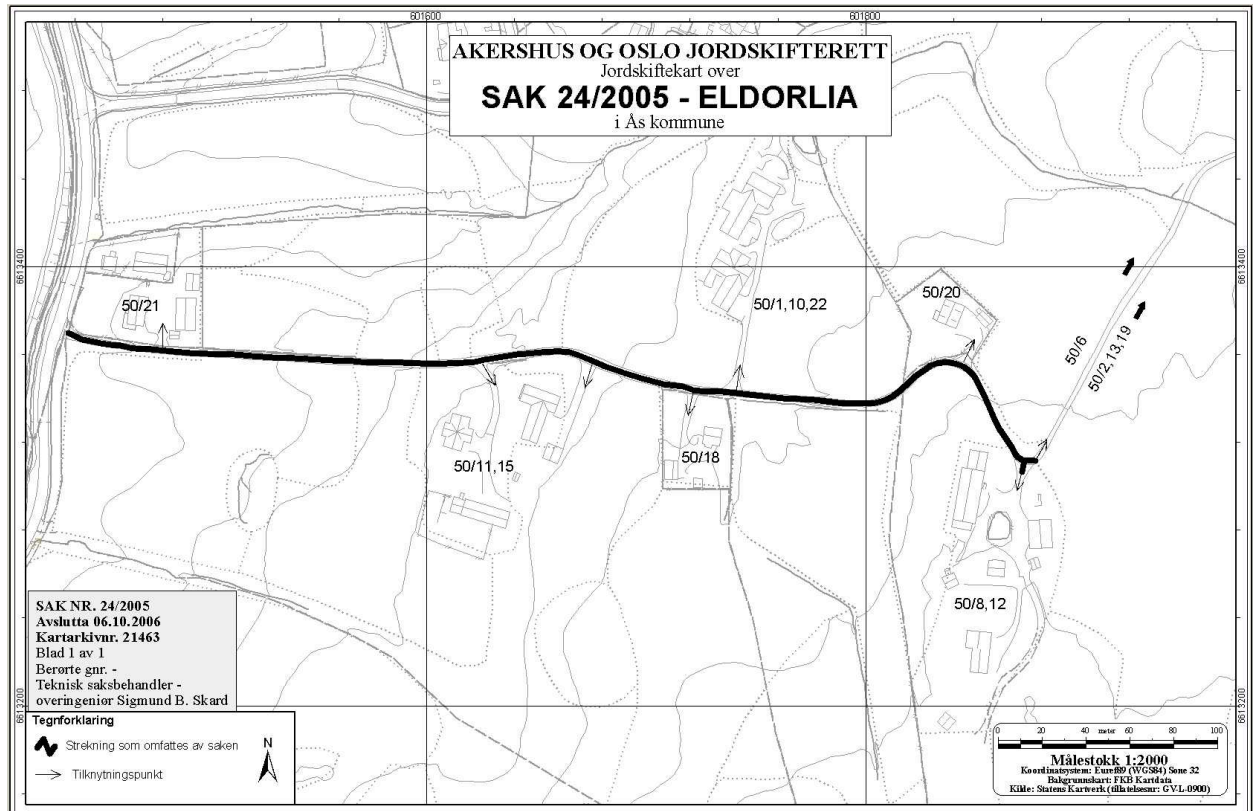 601600
601800
AKERSHUS OG OSLO JORDSKIFTERETT
Jordskiftekart over
SAK 24/2005 - ELDORLIA
i Ås kommune
6613400
6613400
50/21
50/1,10,22
50/20
50/6
50/2,13,19
50/11,15
50/18
50/8,12
SAK NR. 24/2005
Avslutta 06.10.2006
Kartarkivnr. 21463
Blad 1 av 1
Berørte gnr. -
Teknisk saksbehandler -
overingeniør Sigmund B. Skard
6613200
6613200
Tegnforklaring
Strekning som omfattes av saken
Tilknytningspunkt
N
0 20 40 meter 60 80 100
Målestokk 1:2000
Koordinatsystem: Euref89 (WGS84) Sone 32
Bakgrunnskart: FKB Kartdata
Kilde: Statens Kartverk (tillatelsesnr: GV-L-0900)